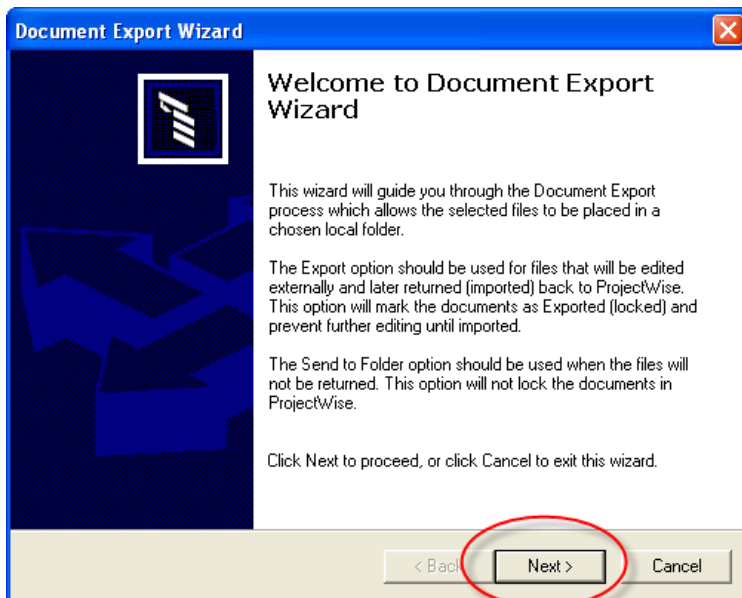 Document Export Wizard
Welcome to Document Export
Wizard
This wizard will guide you through the Document Export
process which allows the selected files to be placed in a
chosen local folder.
The Export option should be used for files that will be edited
externally and later returned (imported) back to ProjectWise.
This option will mark the documents as Exported (locked) and
prevent further editing until imported.
The Send to Folder option should be used when the files will
not be returned. This option will not lock the documents in
ProjectWise.
Click Next to proceed, or click Cancel to exit this wizard.
< Back
Next >
Cancel